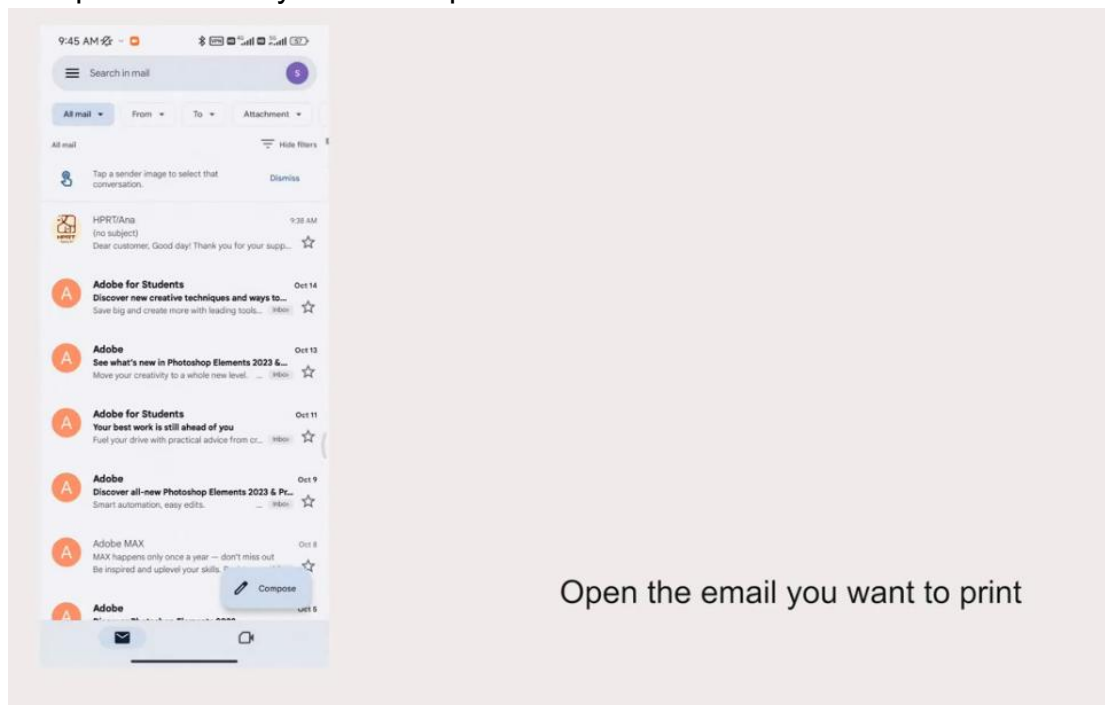 9:45 AM
Search in mail
S
All mail
From
To
Attachment
All mail
Hide filters
Tap a sender image to select that
conversation.
Dismiss
HPRT/Ana
9:38 AM
(no subject)
Dear customer, Good day! Thank you for your supp...
HPRT
A
Adobe for Students
Oct 14
Discover new creative techniques and ways to...
Save big and create more with leading tools...
Inbox
A
Adobe
Oct 13
See what's new in Photoshop Elements 2023 &...
Move your creativity to a whole new level. ...
Inbox
A
Adobe for Students
Oct 11
Your best work is still ahead of you
Fuel your drive with practical advice from cr...
Inbox
A
Adobe
Oct 9
Discover all-new Photoshop Elements 2023 & Pr...
Smart automation, easy edits. ...
Inbox
A
Adobe MAX
Oct 8
MAX happens only once a year — don't miss out
Be inspired and uplevel your skills.
Compose
A
Adobe
Oct 5
Open the email you want to print